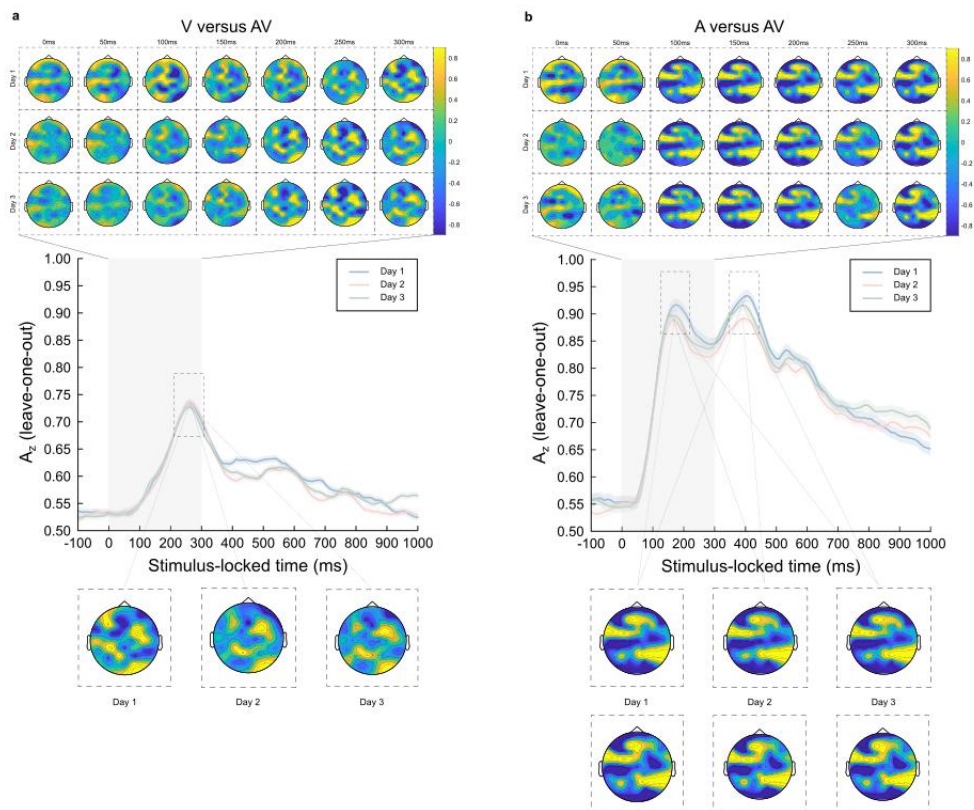 a
V versus AV
0ms 50ms 100ms 150ms 200ms 250ms 300ms
Day 1
Day 2
Day 3
0.8
0.6
0.4
0.2
0
-0.2
-0.4
-0.6
-0.8
1.00
0.95
0.90
0.85
0.80
0.75
0.70
0.65
0.60
0.55
0.50
Az (leave-one-out)
Day 1
Day 2
Day 3
-100 0 100 200 300 400 500 600 700 800 900 1000
Stimulus-locked time (ms)
Day 1 Day 2 Day 3
b
A versus AV
0ms 50ms 100ms 150ms 200ms 250ms 300ms
Day 1
Day 2
Day 3
0.8
0.6
0.4
0.2
0
-0.2
-0.4
-0.6
-0.8
1.00
0.95
0.90
0.85
0.80
0.75
0.70
0.65
0.60
0.55
0.50
Az (leave-one-out)
Day 1
Day 2
Day 3
-100 0 100 200 300 400 500 600 700 800 900 1000
Stimulus-locked time (ms)
Day 1 Day 2 Day 3